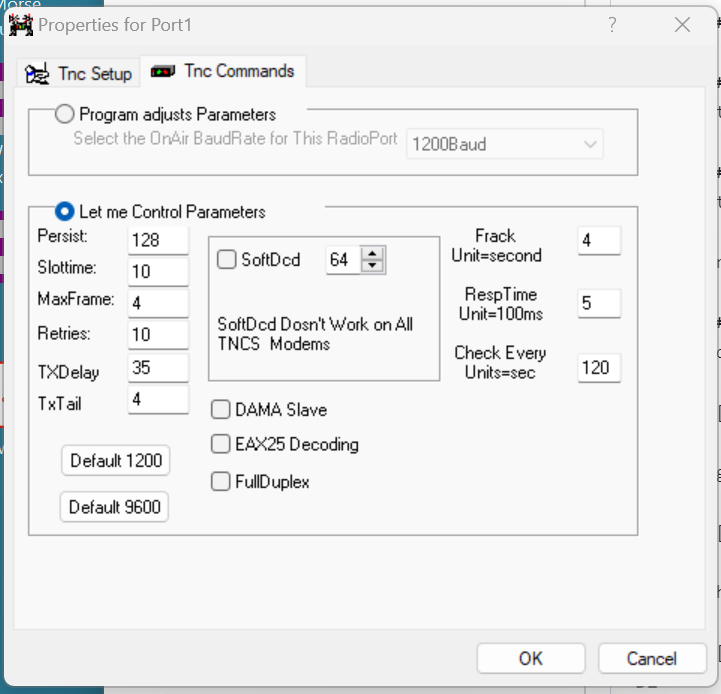 Morse
Properties for Port1
Tnc Setup
Tnc Commands
Program adjusts Parameters
Select the OnAir BaudRate for This RadioPort
1200Baud
Let me Control Parameters
Persist:
128
Slottime:
10
MaxFrame:
4
Retries:
10
TXDelay
35
TxTail
4
Default 1200
Default 9600
SoftDcd
64
SoftDcd Dosn't Work on All
TNCS Modems
DAMA Slave
EAX25 Decoding
FullDuplex
Frack
Unit=second
4
RespTime
Unit=100ms
5
Check Every
Units=sec
120
OK
Cancel